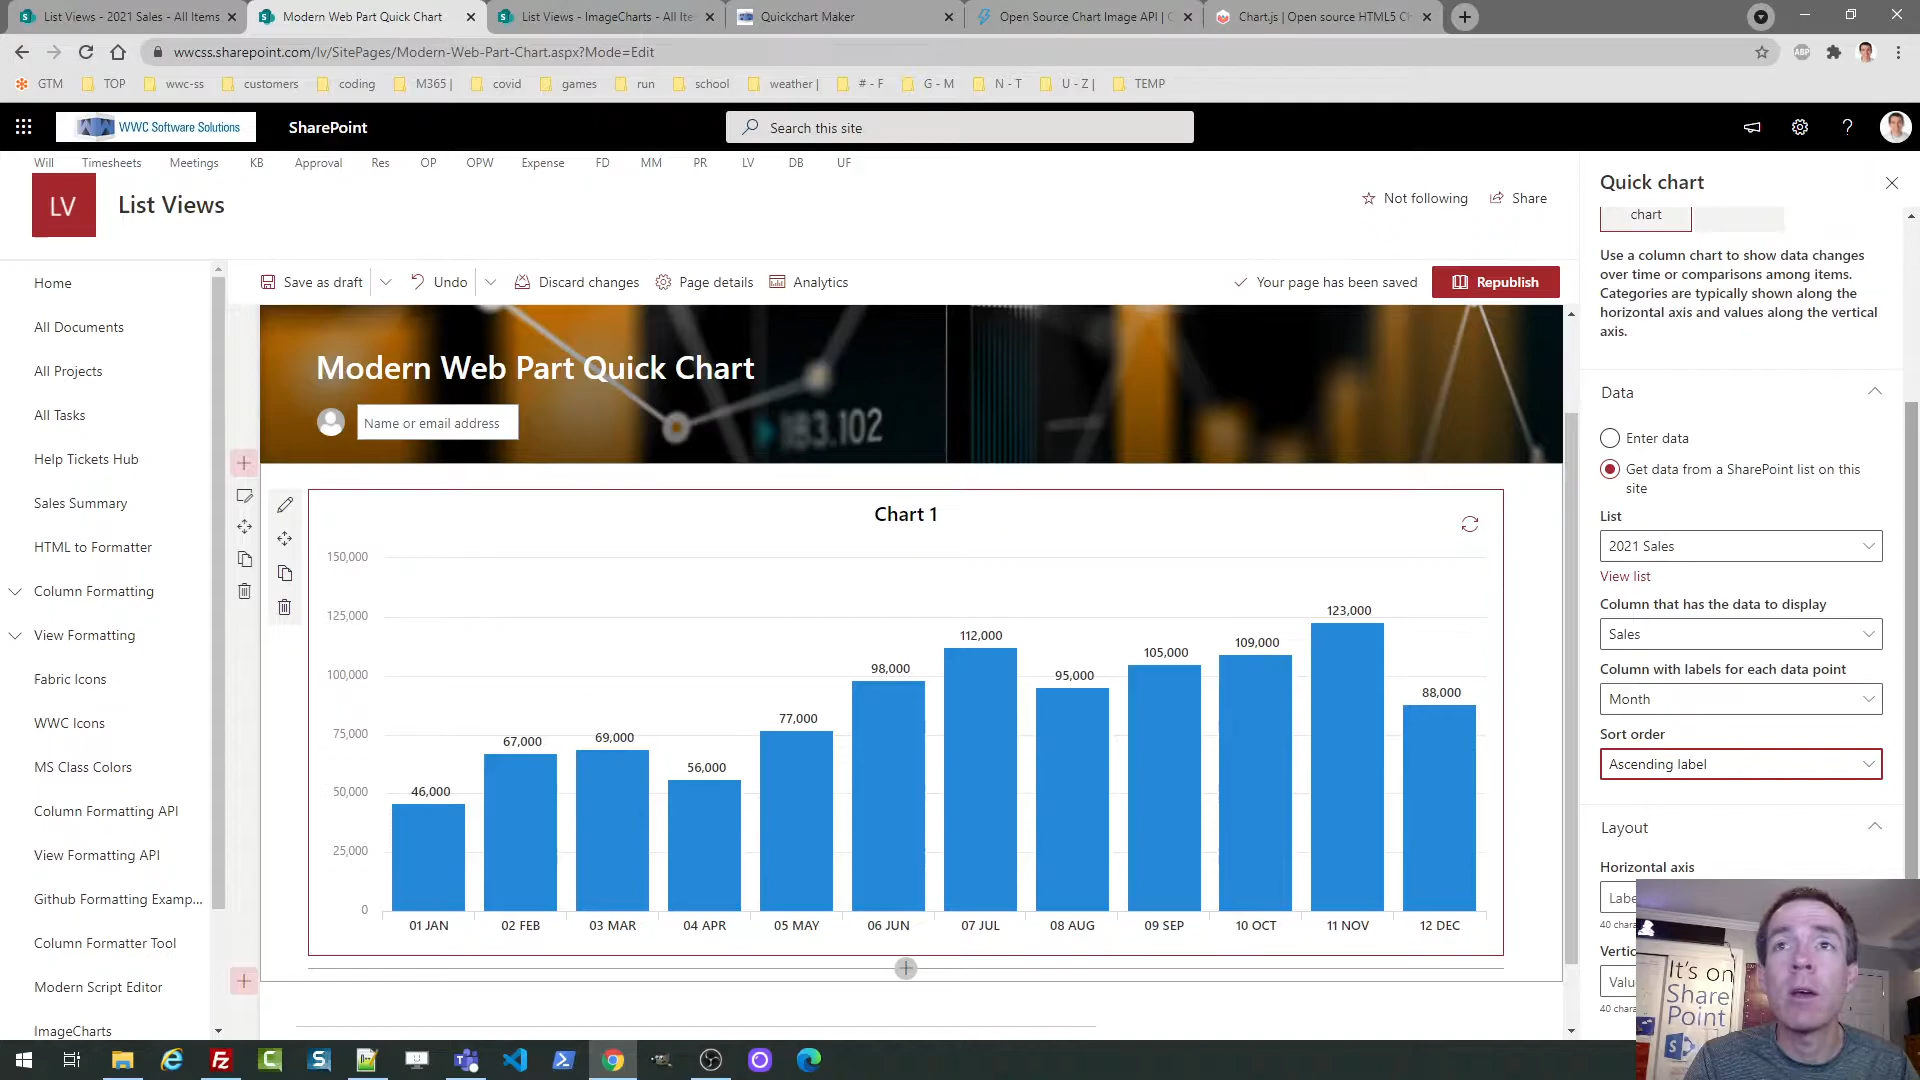 List Views - 2021 Sales - All Items
Modern Web Part Quick Chart
List Views - ImageCharts - All Ite
Quickchart Maker
Open Source Chart Image API | C
Chart.js | Open source HTML5 Ch
wwcss.sharepoint.com/lv/SitePages/Modern-Web-Part-Chart.aspx?Mode=Edit
ABP
GTM TOP wwc-ss customers coding M365 | covid games run school weather | # - F G - M N - T U - Z | TEMP
WWC Software Solutions
SharePoint
Search this site
Will Timesheets Meetings KB Approval Res OP OPW Expense FD MM PR LV DB UF
LV
List Views
Not following
Share
Home
All Documents
All Projects
All Tasks
Help Tickets Hub
Sales Summary
HTML to Formatter
Column Formatting
View Formatting
Fabric Icons
WWC Icons
MS Class Colors
Column Formatting API
View Formatting API
Github Formatting Examp...
Column Formatter Tool
Modern Script Editor
ImageCharts
Save as draft
Undo
Discard changes
Page details
Analytics
Your page has been saved
Republish
Modern Web Part Quick Chart
Name or email address
183.102
Chart 1
150,000
125,000
100,000
75,000
50,000
25,000
0
46,000
67,000
69,000
56,000
77,000
98,000
112,000
95,000
105,000
109,000
123,000
88,000
01 JAN 02 FEB 03 MAR 04 APR 05 MAY 06 JUN 07 JUL 08 AUG 09 SEP 10 OCT 11 NOV 12 DEC
Quick chart
chart
Use a column chart to show data changes
over time or comparisons among items.
Categories are typically shown along the
horizontal axis and values along the vertical
axis.
Data
Enter data
Get data from a SharePoint list on this
site
List
2021 Sales
View list
Column that has the data to display
Sales
Column with labels for each data point
Month
Sort order
Ascending label
Layout
Horizontal axis
Labe
40 chara
Vertic
Valu
40 chara
It's on
Share
Point